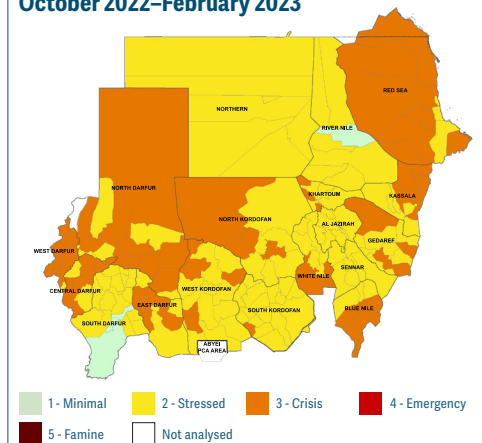 October 2022–February 2023
RED SEA
NORTHERN
RIVER NILE
NORTH DARFUR
KHARTOUM
KASSALA
NORTH KORDOFAN
AL JAZIRAH
GEDAREF
WEST DARFUR
SENNAR
WHITE NILE
CENTRAL DARFUR
WEST KORDOFAN
EAST DARFUR
SOUTH KORDOFAN
BLUE NILE
SOUTH DARFUR
ABYEI
PCA AREA
1 - Minimal
2 - Stressed
3 - Crisis
4 - Emergency
5 - Famine
Not analysed